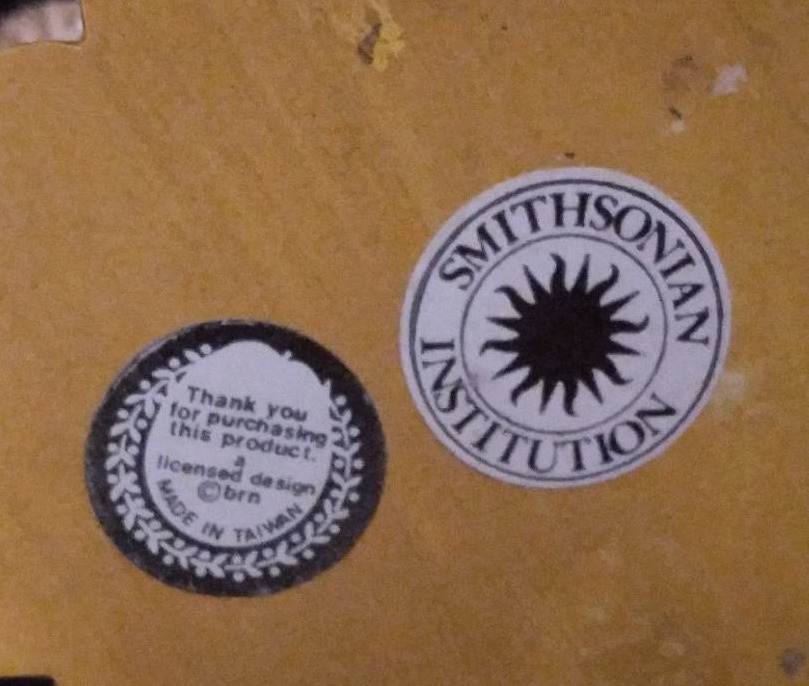 SMITHSONIAN
INSTITUTION
Thank you
for purchasing
this product.
a
licensed design
©brn
MADE IN TAIWAN